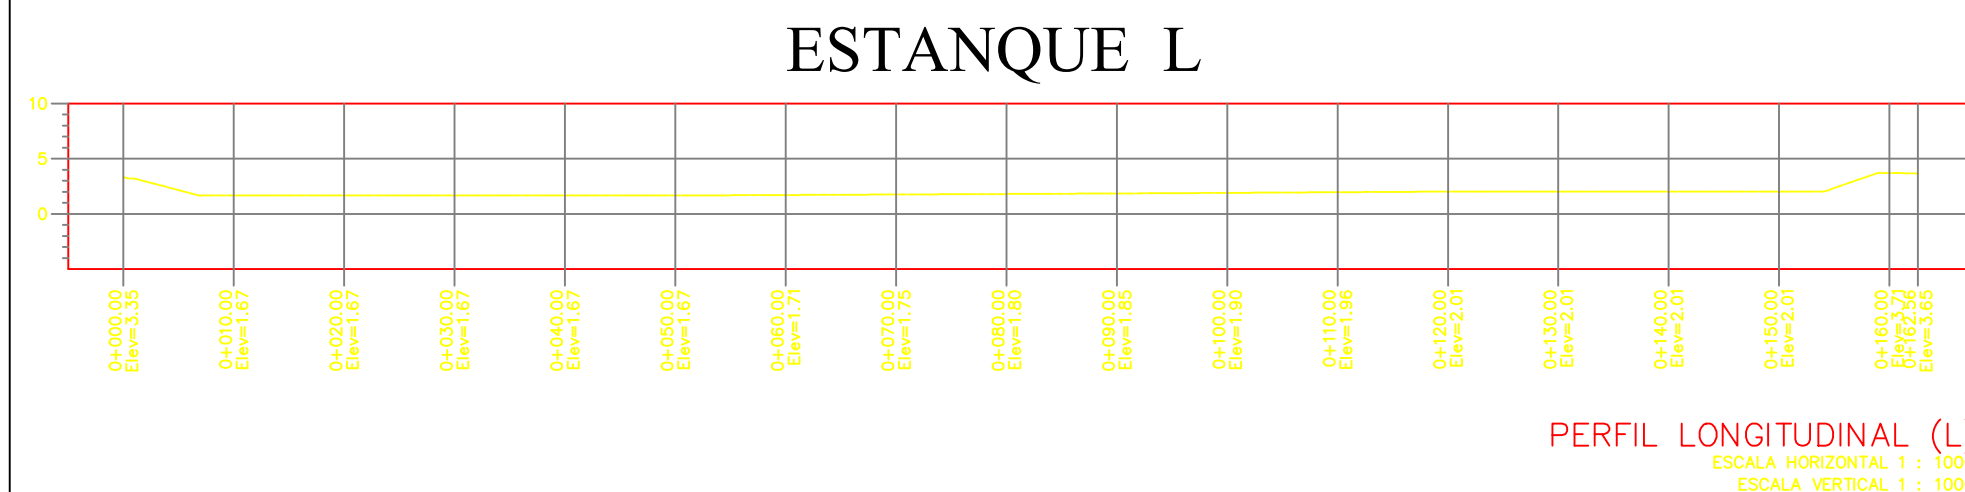 ESTANQUE L
10
5
0
0+000.00
Elev=3.35
0+010.00
Elev=1.67
0+020.00
Elev=1.67
0+030.00
Elev=1.67
0+040.00
Elev=1.67
0+050.00
Elev=1.67
0+060.00
Elev=1.71
0+070.00
Elev=1.75
0+080.00
Elev=1.80
0+090.00
Elev=1.85
0+100.00
Elev=1.90
0+110.00
Elev=1.96
0+120.00
Elev=2.01
0+130.00
Elev=2.01
0+140.00
Elev=2.01
0+150.00
Elev=2.01
0+160.00
Elev=3.71
0+162.56
Elev=3.65
PERFIL LONGITUDINAL (L
ESCALA HORIZONTAL 1 : 100
ESCALA VERTICAL 1 : 100